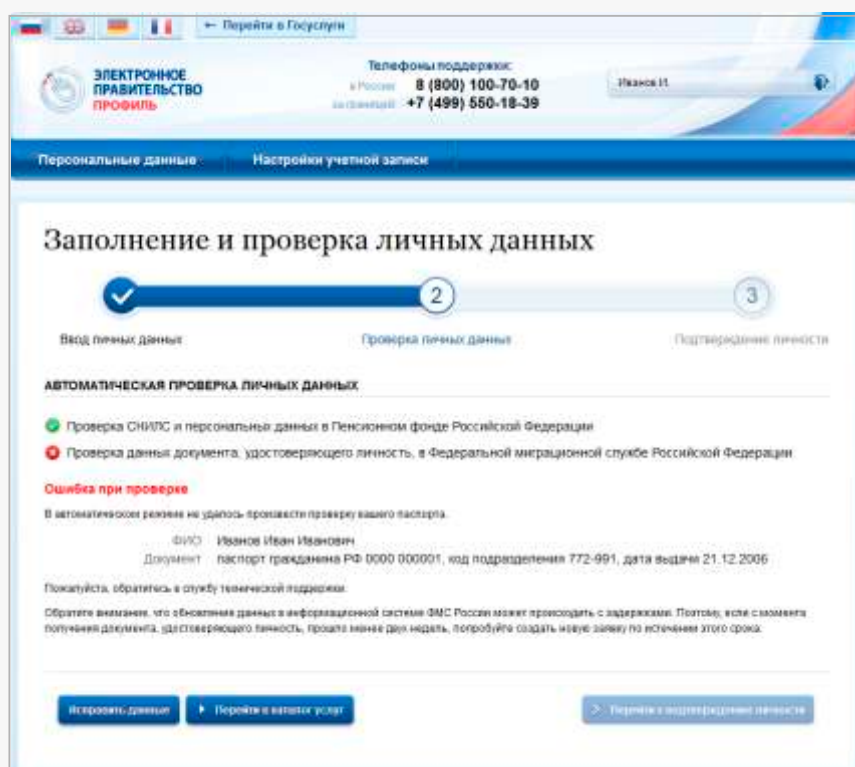 ← Перейти в Госуслуги
Телефоны поддержки:
ЭЛЕКТРОННОЕ
ПРАВИТЕЛЬСТВО
ПРОФИЛЬ
в России 8 (800) 100-70-10
за границей +7 (499) 550-18-39
Иванов И.
Персональные данные Настройки учетной записи
Заполнение и проверка личных данных
2 3
Ввод личных данных Проверка личных данных Подтверждение личности
АВТОМАТИЧЕСКАЯ ПРОВЕРКА ЛИЧНЫХ ДАННЫХ
Проверка СНИЛС и персональных данных в Пенсионном фонде Российской Федерации
Проверка данных документа, удостоверяющего личность, в Федеральной миграционной службе Российской Федерации
Ошибка при проверке
В автоматическом режиме не удалось произвести проверку вашего паспорта.
ФИО Иванов Иван Иванович
Документ паспорт гражданина РФ 0000 000001, код подразделения 772-991, дата выдачи 21.12.2006
Пожалуйста, обратитесь в службу технической поддержки.
Обратите внимание, что обновление данных в информационной системе ФМС России может происходить с задержками. Поэтому, если с момента
получения документа, удостоверяющего личность, прошло менее двух недель, попробуйте создать новую заявку по истечении этого срока.
Исправить данные Перейти в каталог услуг Перейти к подтверждению личности